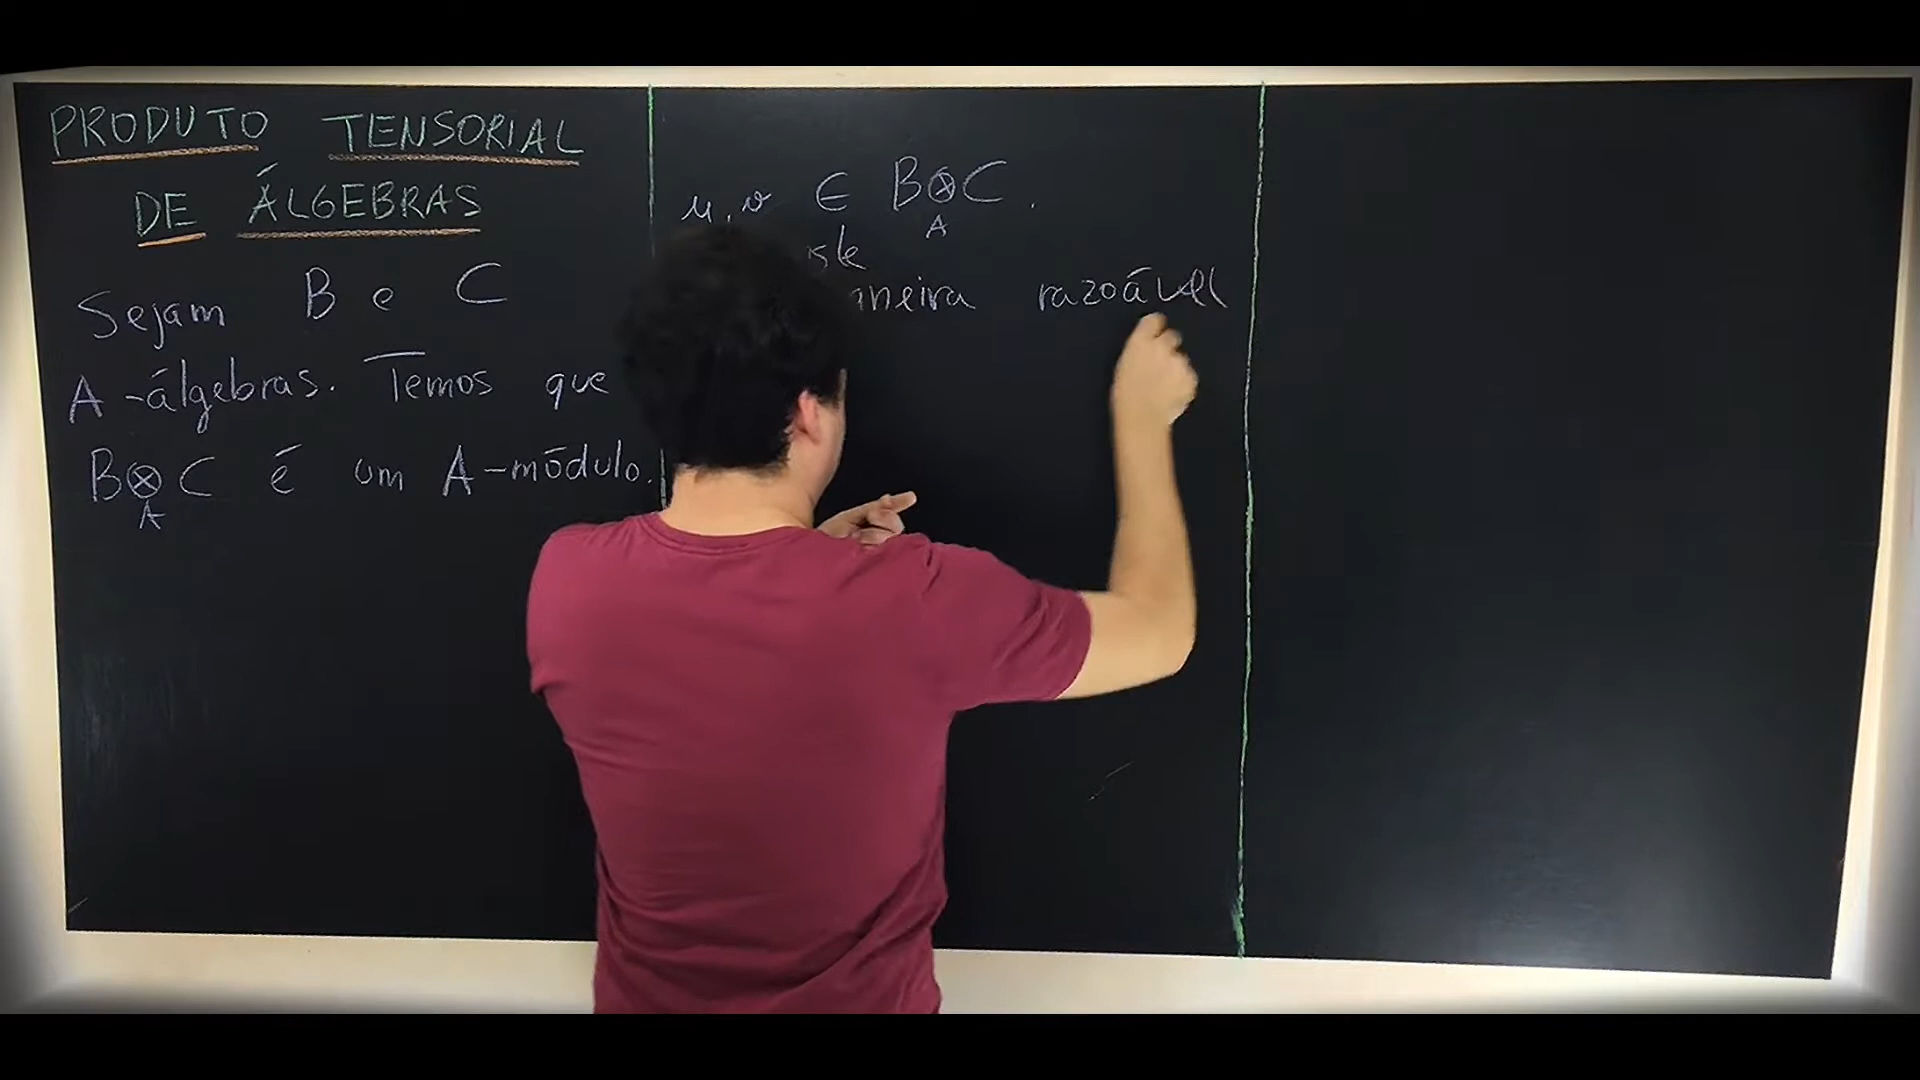 PRODUTO TENSORIAL
DE ÁLGEBRAS
Sejam B e C
A-álgebras. Temos que
B⊗C é um A-módulo.
A
u, v ∈ B⊗C.
A
razoável